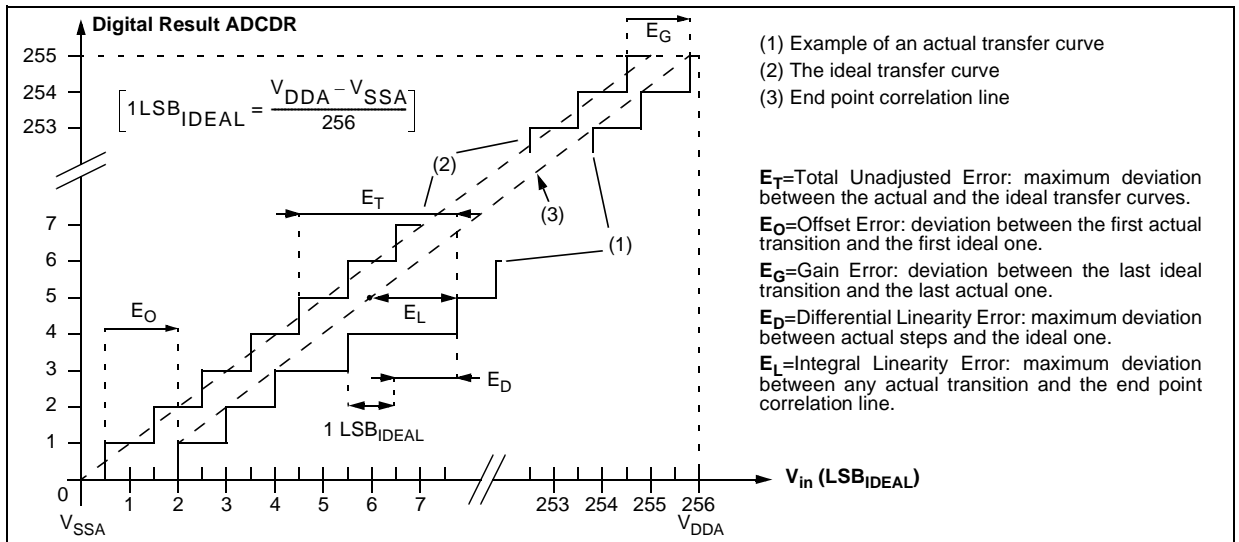 Digital Result ADCDR
E_G
(1) Example of an actual transfer curve
(2) The ideal transfer curve
(3) End point correlation line
255
254
253
[1LSB_IDEAL = (V_DDA – V_SSA) / 256]
(2)
E_T
(3)
(1)
E_T=Total Unadjusted Error: maximum deviation
between the actual and the ideal transfer curves.
E_O=Offset Error: deviation between the first actual
transition and the first ideal one.
E_G=Gain Error: deviation between the last ideal
transition and the last actual one.
E_D=Differential Linearity Error: maximum deviation
between actual steps and the ideal one.
E_L=Integral Linearity Error: maximum deviation
between any actual transition and the end point
correlation line.
7
6
5
4
3
2
1
E_O
E_L
E_D
(1)
1 LSB_IDEAL
0
1 2 3 4 5 6 7 253 254 255 256
V_in (LSB_IDEAL)
V_SSA
V_DDA